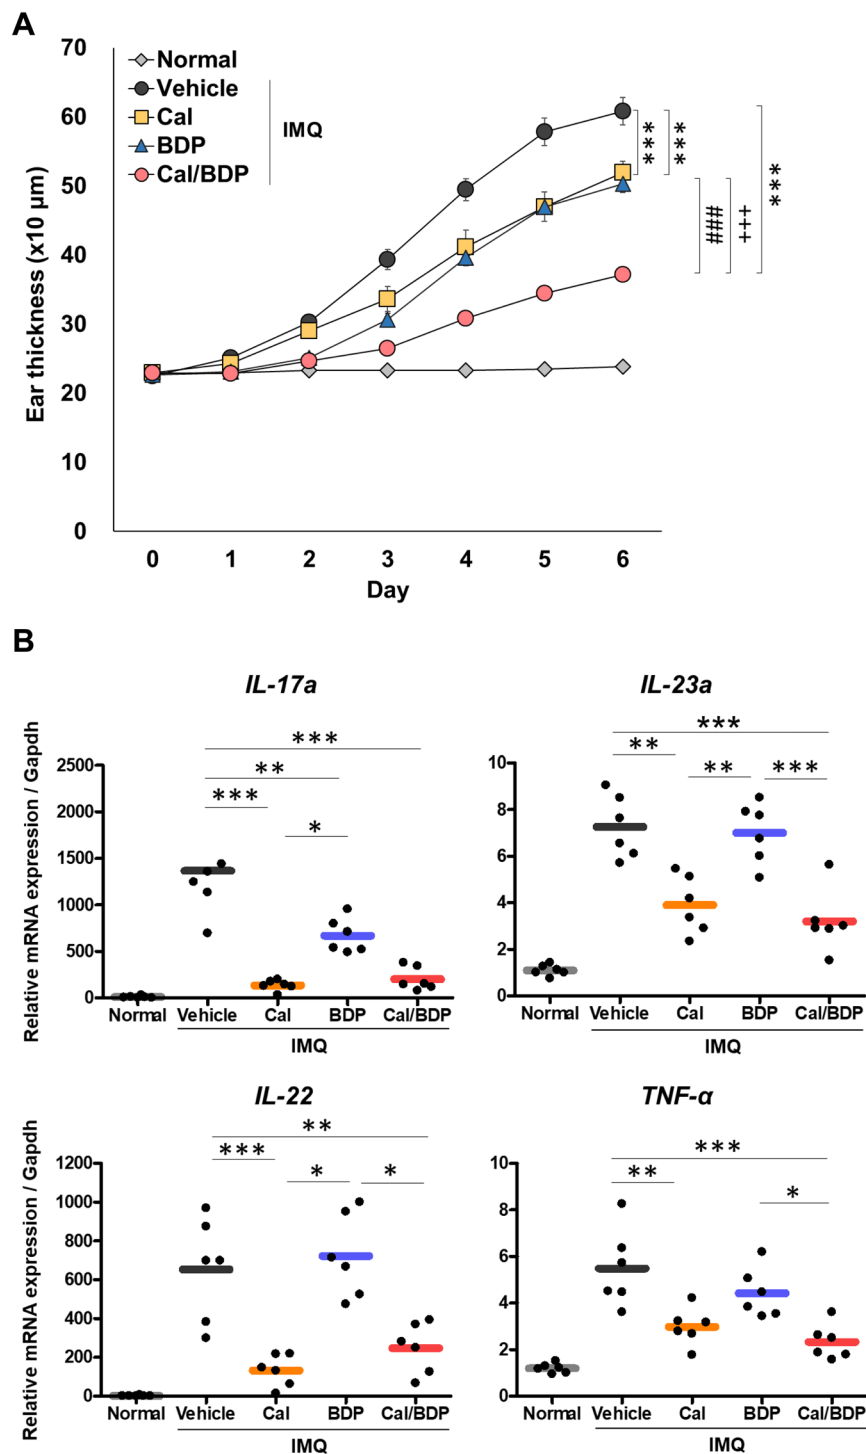 A
Ear thickness (x10 µm)
70
60
50
40
30
20
10
0
Normal
Vehicle
Cal
BDP
Cal/BDP
IMQ
***
***
***
###
+++
0 1 2 3 4 5 6
Day
B
IL-17a
Relative mRNA expression / Gapdh
2500
2000
1500
1000
500
0
***
**
***
*
Normal Vehicle Cal BDP Cal/BDP
IMQ
IL-23a
10
8
6
4
2
0
***
**
**
***
Normal Vehicle Cal BDP Cal/BDP
IMQ
IL-22
Relative mRNA expression / Gapdh
1200
1000
800
600
400
200
0
**
***
*
*
Normal Vehicle Cal BDP Cal/BDP
IMQ
TNF-α
10
8
6
4
2
0
***
**
*
Normal Vehicle Cal BDP Cal/BDP
IMQ